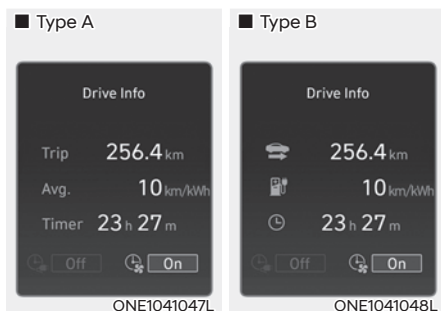 ■ Type A
Drive Info
Trip 256.4 km
Avg. 10 km/kWh
Timer 23 h 27 m
Off On
ONE1041047L
■ Type B
Drive Info
256.4 km
10 km/kWh
23 h 27 m
Off On
ONE1041048L